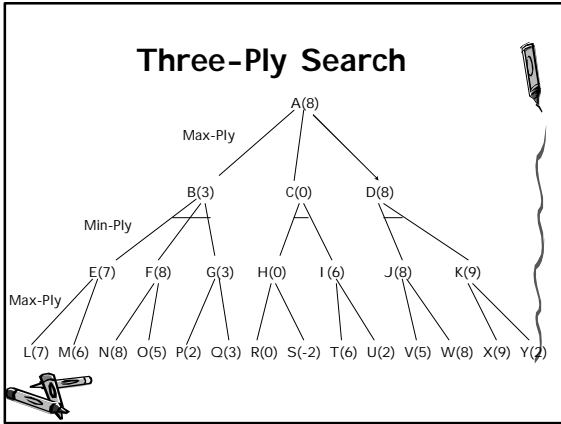 Three-Ply Search
A(8)
Max-Ply
B(3) C(0) D(8)
Min-Ply
E(7) F(8) G(3) H(0) I(6) J(8) K(9)
Max-Ply
L(7) M(6) N(8) O(5) P(2) Q(3) R(0) S(-2) T(6) U(2) V(5) W(8) X(9) Y(2)